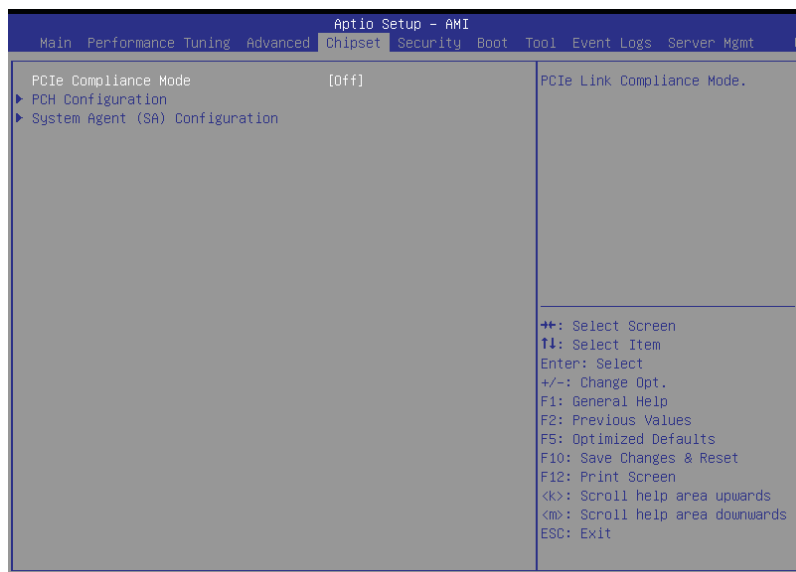 Aptio Setup – AMI
Main Performance Tuning Advanced Chipset Security Boot Tool Event Logs Server Mgmt
PCIe Compliance Mode [Off]
PCH Configuration
System Agent (SA) Configuration
PCIe Link Compliance Mode.
→←: Select Screen
↑↓: Select Item
Enter: Select
+/-: Change Opt.
F1: General Help
F2: Previous Values
F5: Optimized Defaults
F10: Save Changes & Reset
F12: Print Screen
<k>: Scroll help area upwards
<m>: Scroll help area downwards
ESC: Exit